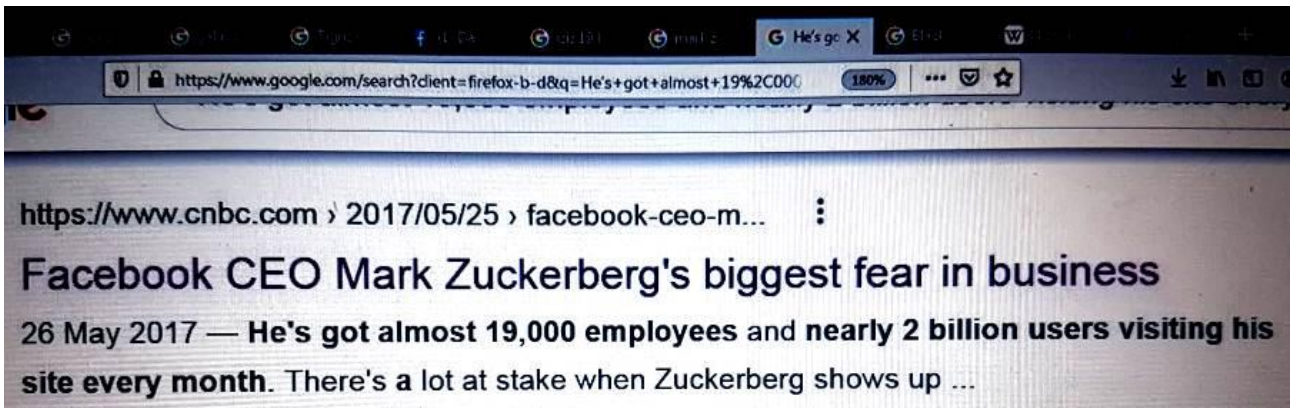 He's go X
https://www.google.com/search?client=firefox-b-d&q=He's+got+almost+19%2C000
180%
https://www.cnbc.com › 2017/05/25 › facebook-ceo-m...
Facebook CEO Mark Zuckerberg's biggest fear in business
26 May 2017 — He's got almost 19,000 employees and nearly 2 billion users visiting his
site every month. There's a lot at stake when Zuckerberg shows up ...